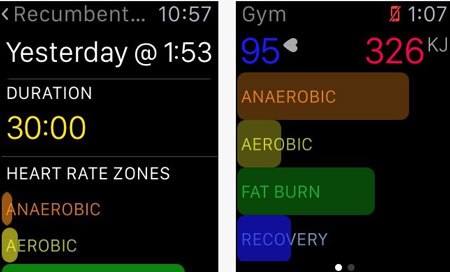 Recumbent... 10:57
Yesterday @ 1:53
DURATION
30:00
HEART RATE ZONES
ANAEROBIC
AEROBIC
Gym 1:07
95 326 KJ
ANAEROBIC
AEROBIC
FAT BURN
RECOVERY